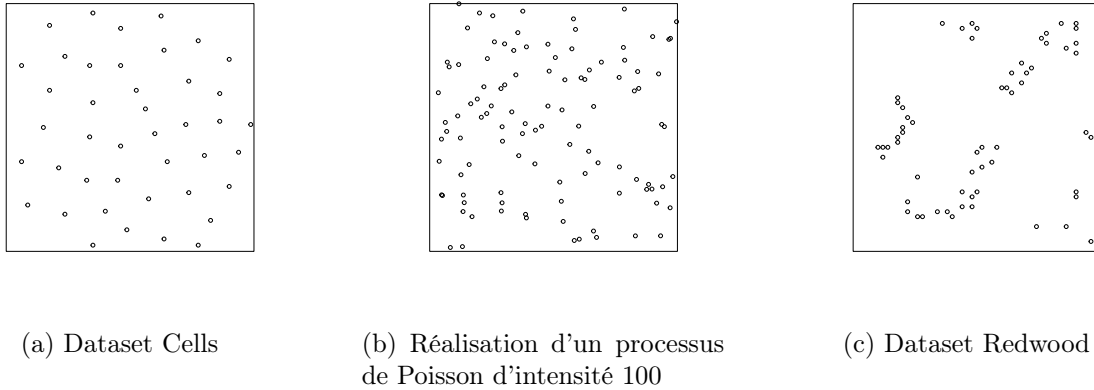 (a) Dataset Cells
(b) Réalisation d'un processus
de Poisson d'intensité 100
(c) Dataset Redwood